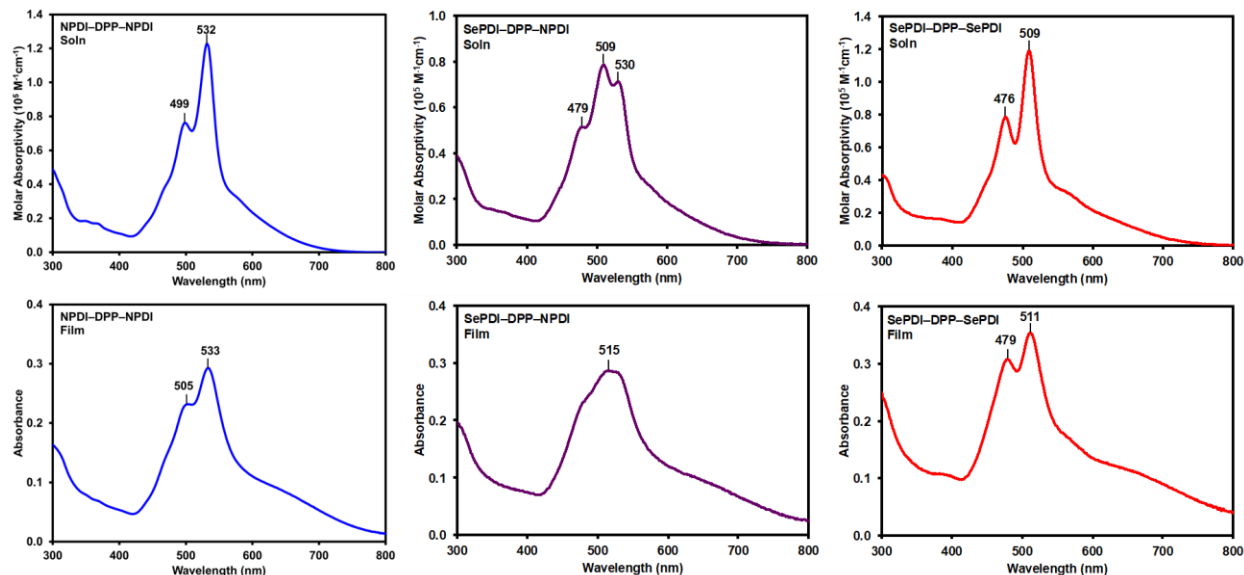 NPDI–DPP–NPDI
Soln
532
499
Molar Absorptivity (10⁵ M⁻¹cm⁻¹)
1.4
1.2
1.0
0.8
0.6
0.4
0.2
0.0
300 400 500 600 700 800
Wavelength (nm)
SePDI–DPP–NPDI
Soln
509
530
479
Molar Absorptivity (10⁵ M⁻¹cm⁻¹)
1.0
0.8
0.6
0.4
0.2
0.0
300 400 500 600 700 800
Wavelength (nm)
SePDI–DPP–SePDI
Soln
509
476
Molar Absorptivity (10⁵ M⁻¹cm⁻¹)
1.4
1.2
1.0
0.8
0.6
0.4
0.2
0.0
300 400 500 600 700 800
Wavelength (nm)
NPDI–DPP–NPDI
Film
533
505
Absorbance
0.4
0.3
0.2
0.1
0.0
300 400 500 600 700 800
Wavelength (nm)
SePDI–DPP–NPDI
Film
515
Absorbance
0.4
0.3
0.2
0.1
0.0
300 400 500 600 700 800
Wavelength (nm)
SePDI–DPP–SePDI
Film
511
479
Absorbance
0.4
0.3
0.2
0.1
0.0
300 400 500 600 700 800
Wavelength (nm)